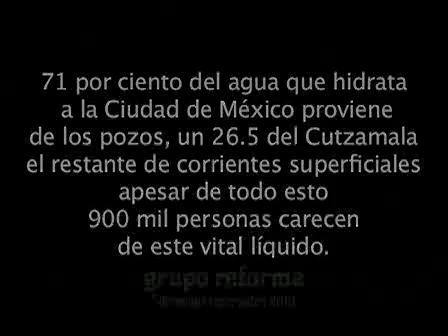 71 por ciento del agua que hidrata
a la Ciudad de México proviene
de los pozos, un 26.5 del Cutzamala
el restante de corrientes superficiales
apesar de todo esto
900 mil personas carecen
de este vital líquido.
grupo reforma